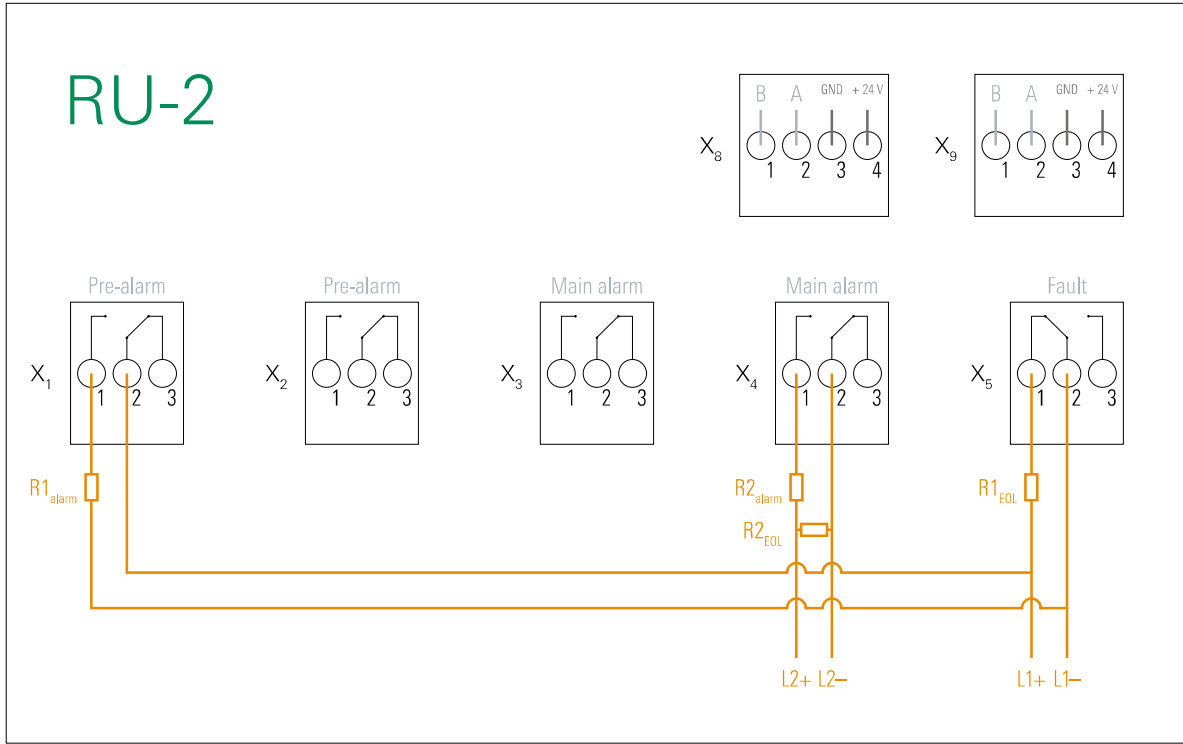 RU-2
B A GND + 24 V
X8 1 2 3 4
B A GND + 24 V
X9 1 2 3 4
Pre-alarm
X1 1 2 3
Pre-alarm
X2 1 2 3
Main alarm
X3 1 2 3
Main alarm
X4 1 2 3
Fault
X5 1 2 3
R1alarm
R2alarm
R1EOL
R2EOL
L2+ L2–
L1+ L1–